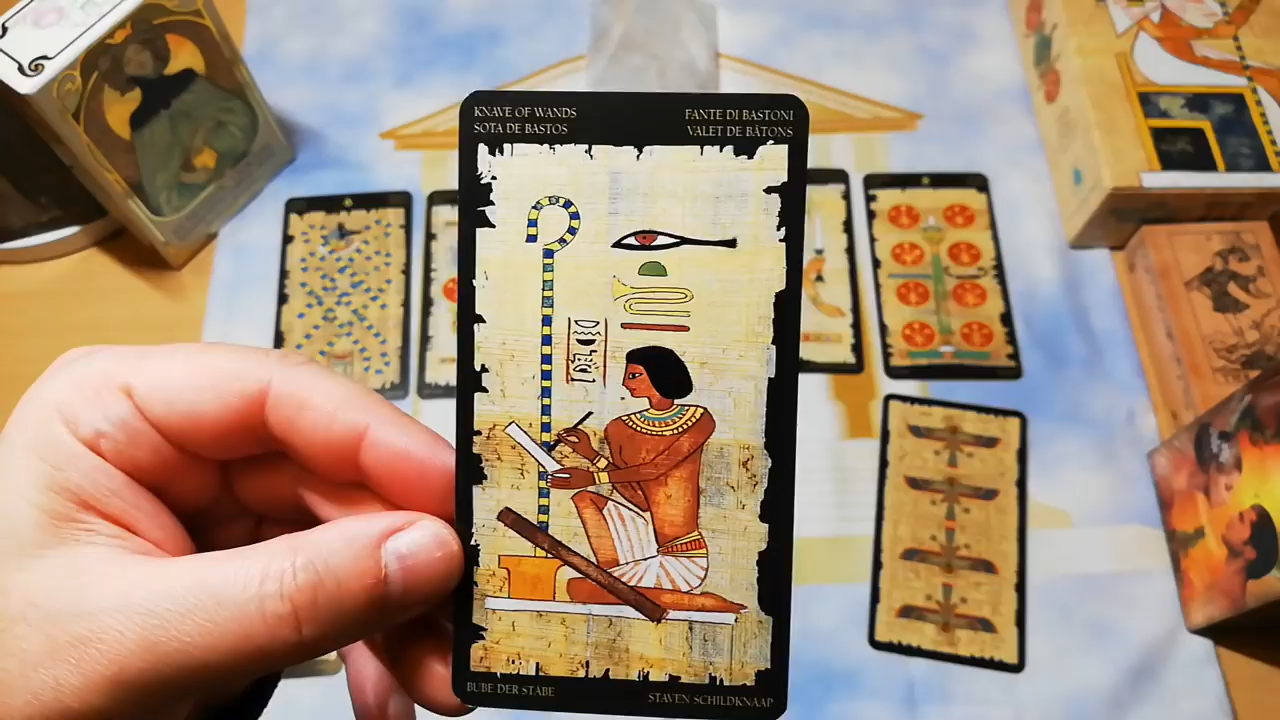 KNAVE OF WANDS
SOTA DE BASTOS
FANTE DI BASTONI
VALET DE BÂTONS
BUBE DER STÄBE
STAVEN SCHILDKNAAP